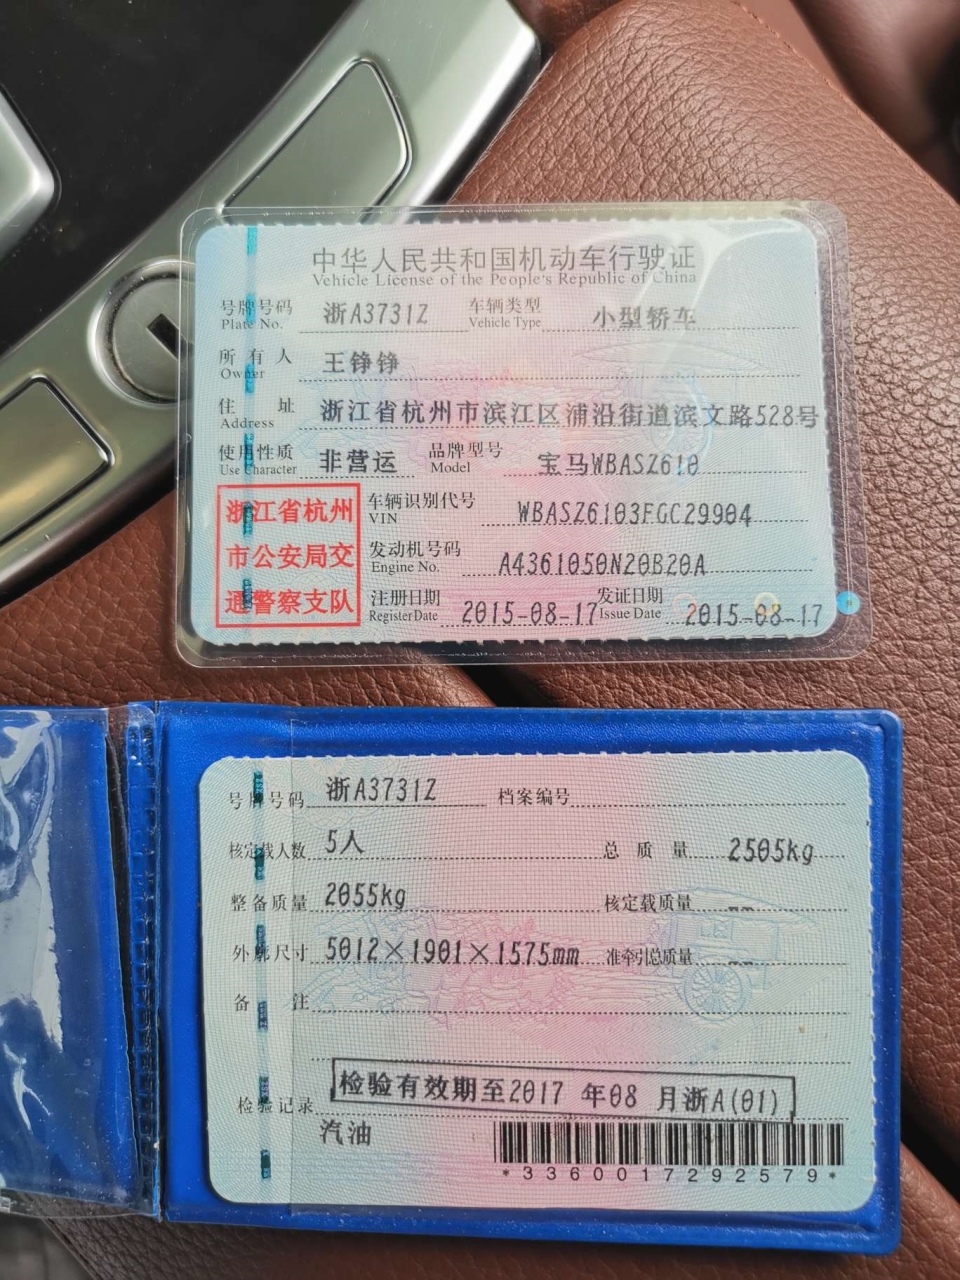 中华人民共和国机动车行驶证
Vehicle License of the People's Republic of China
号牌号码 浙A3731Z 车辆类型 小型轿车
Plate No. Vehicle Type
所有人 王铮铮
Owner
住址 浙江省杭州市滨江区浦沿街道滨文路528号
Address
使用性质 非营运 品牌型号 宝马WBASZ610
Use Character Model
浙江省杭州
市公安局交
通警察支队
车辆识别代号 WBASZ6103FGC29904
VIN
发动机号码 A4361050N20B20A
Engine No.
注册日期 2015-08-17 发证日期 2015-08-17
Register Date Issue Date
号牌号码 浙A3731Z 档案编号
核定载人数 5人 总质量 2505kg
整备质量 2055kg 核定载质量 --
外廓尺寸 5012×1901×1575mm 准牵引总质量 --
备注
检验有效期至2017 年08 月浙A(01)
检验记录
汽油
*3360017292579*